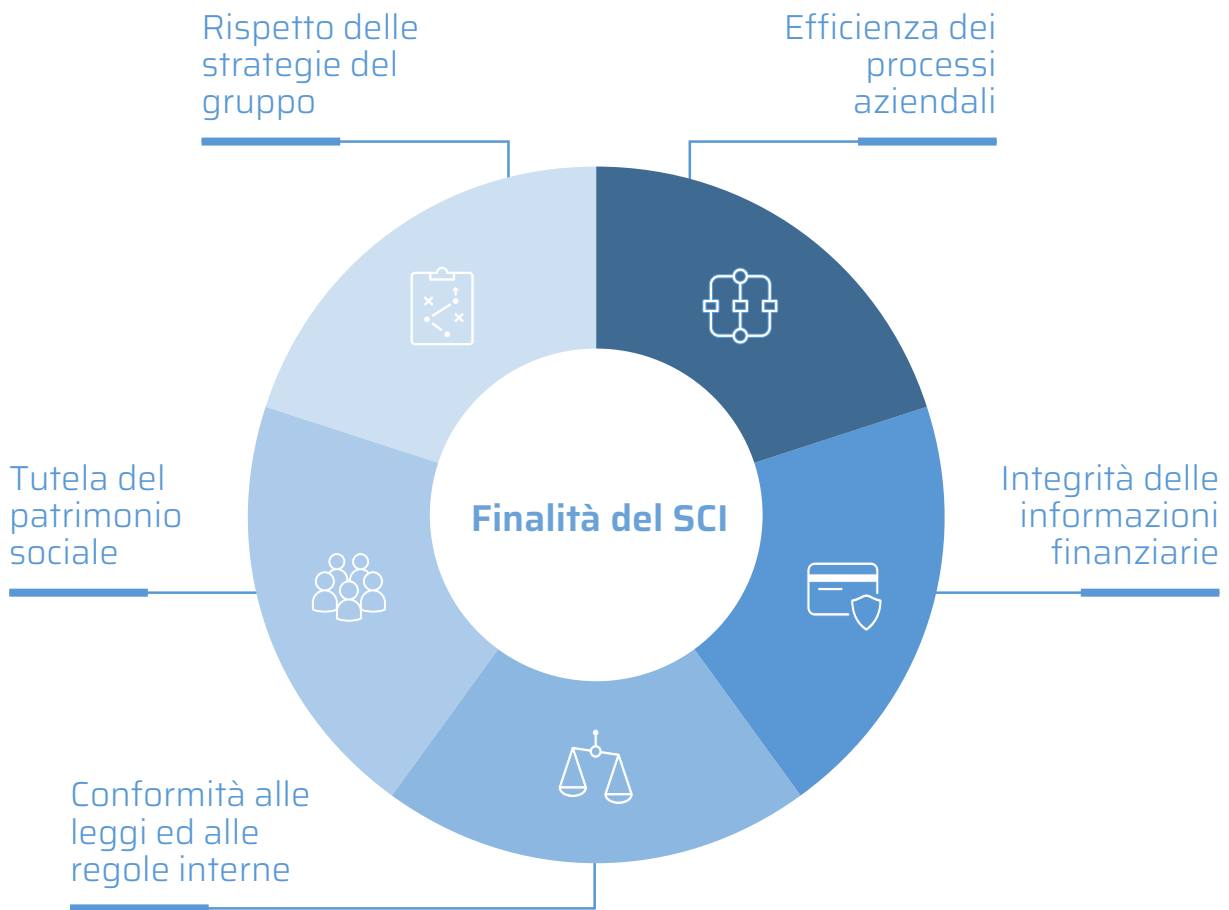 Rispetto delle
strategie del
gruppo
Efficienza dei
processi
aziendali
Tutela del
patrimonio
sociale
Finalità del SCI
Integrità delle
informazioni
finanziarie
Conformità alle
leggi ed alle
regole interne